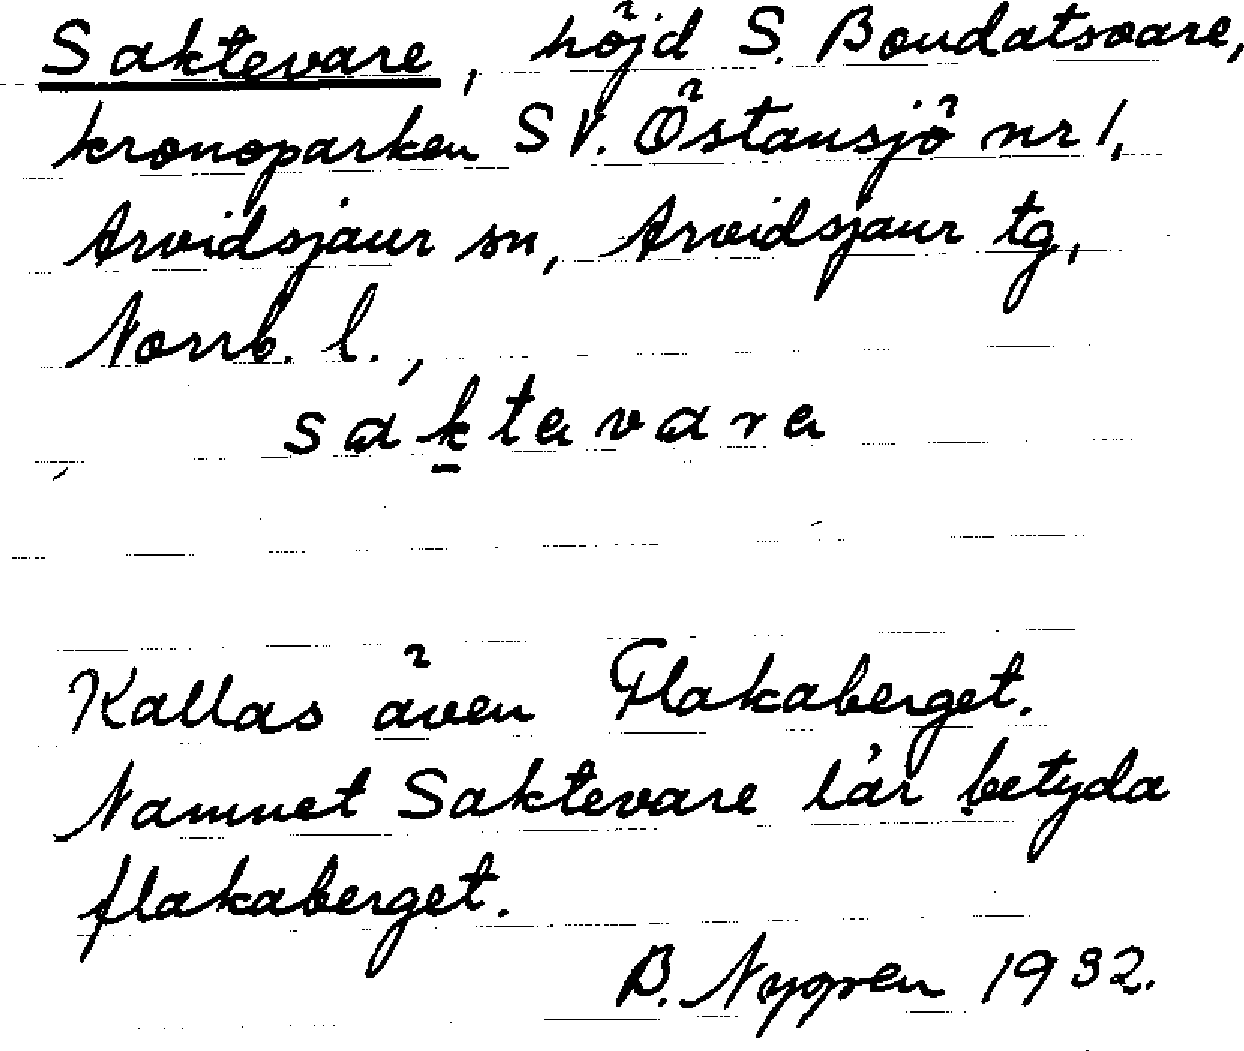 Saktevare, höjd S. Boudatsvare,
kronoparken SV. Östansjö nr 1,
Arvidsjaur sn, Arvidsjaur tg,
Norrb. l.,
sáktavara
Kallas även Flakaberget.
Namnet Saktevare lär betyda
flakaberget.
B. Nygren 1932.